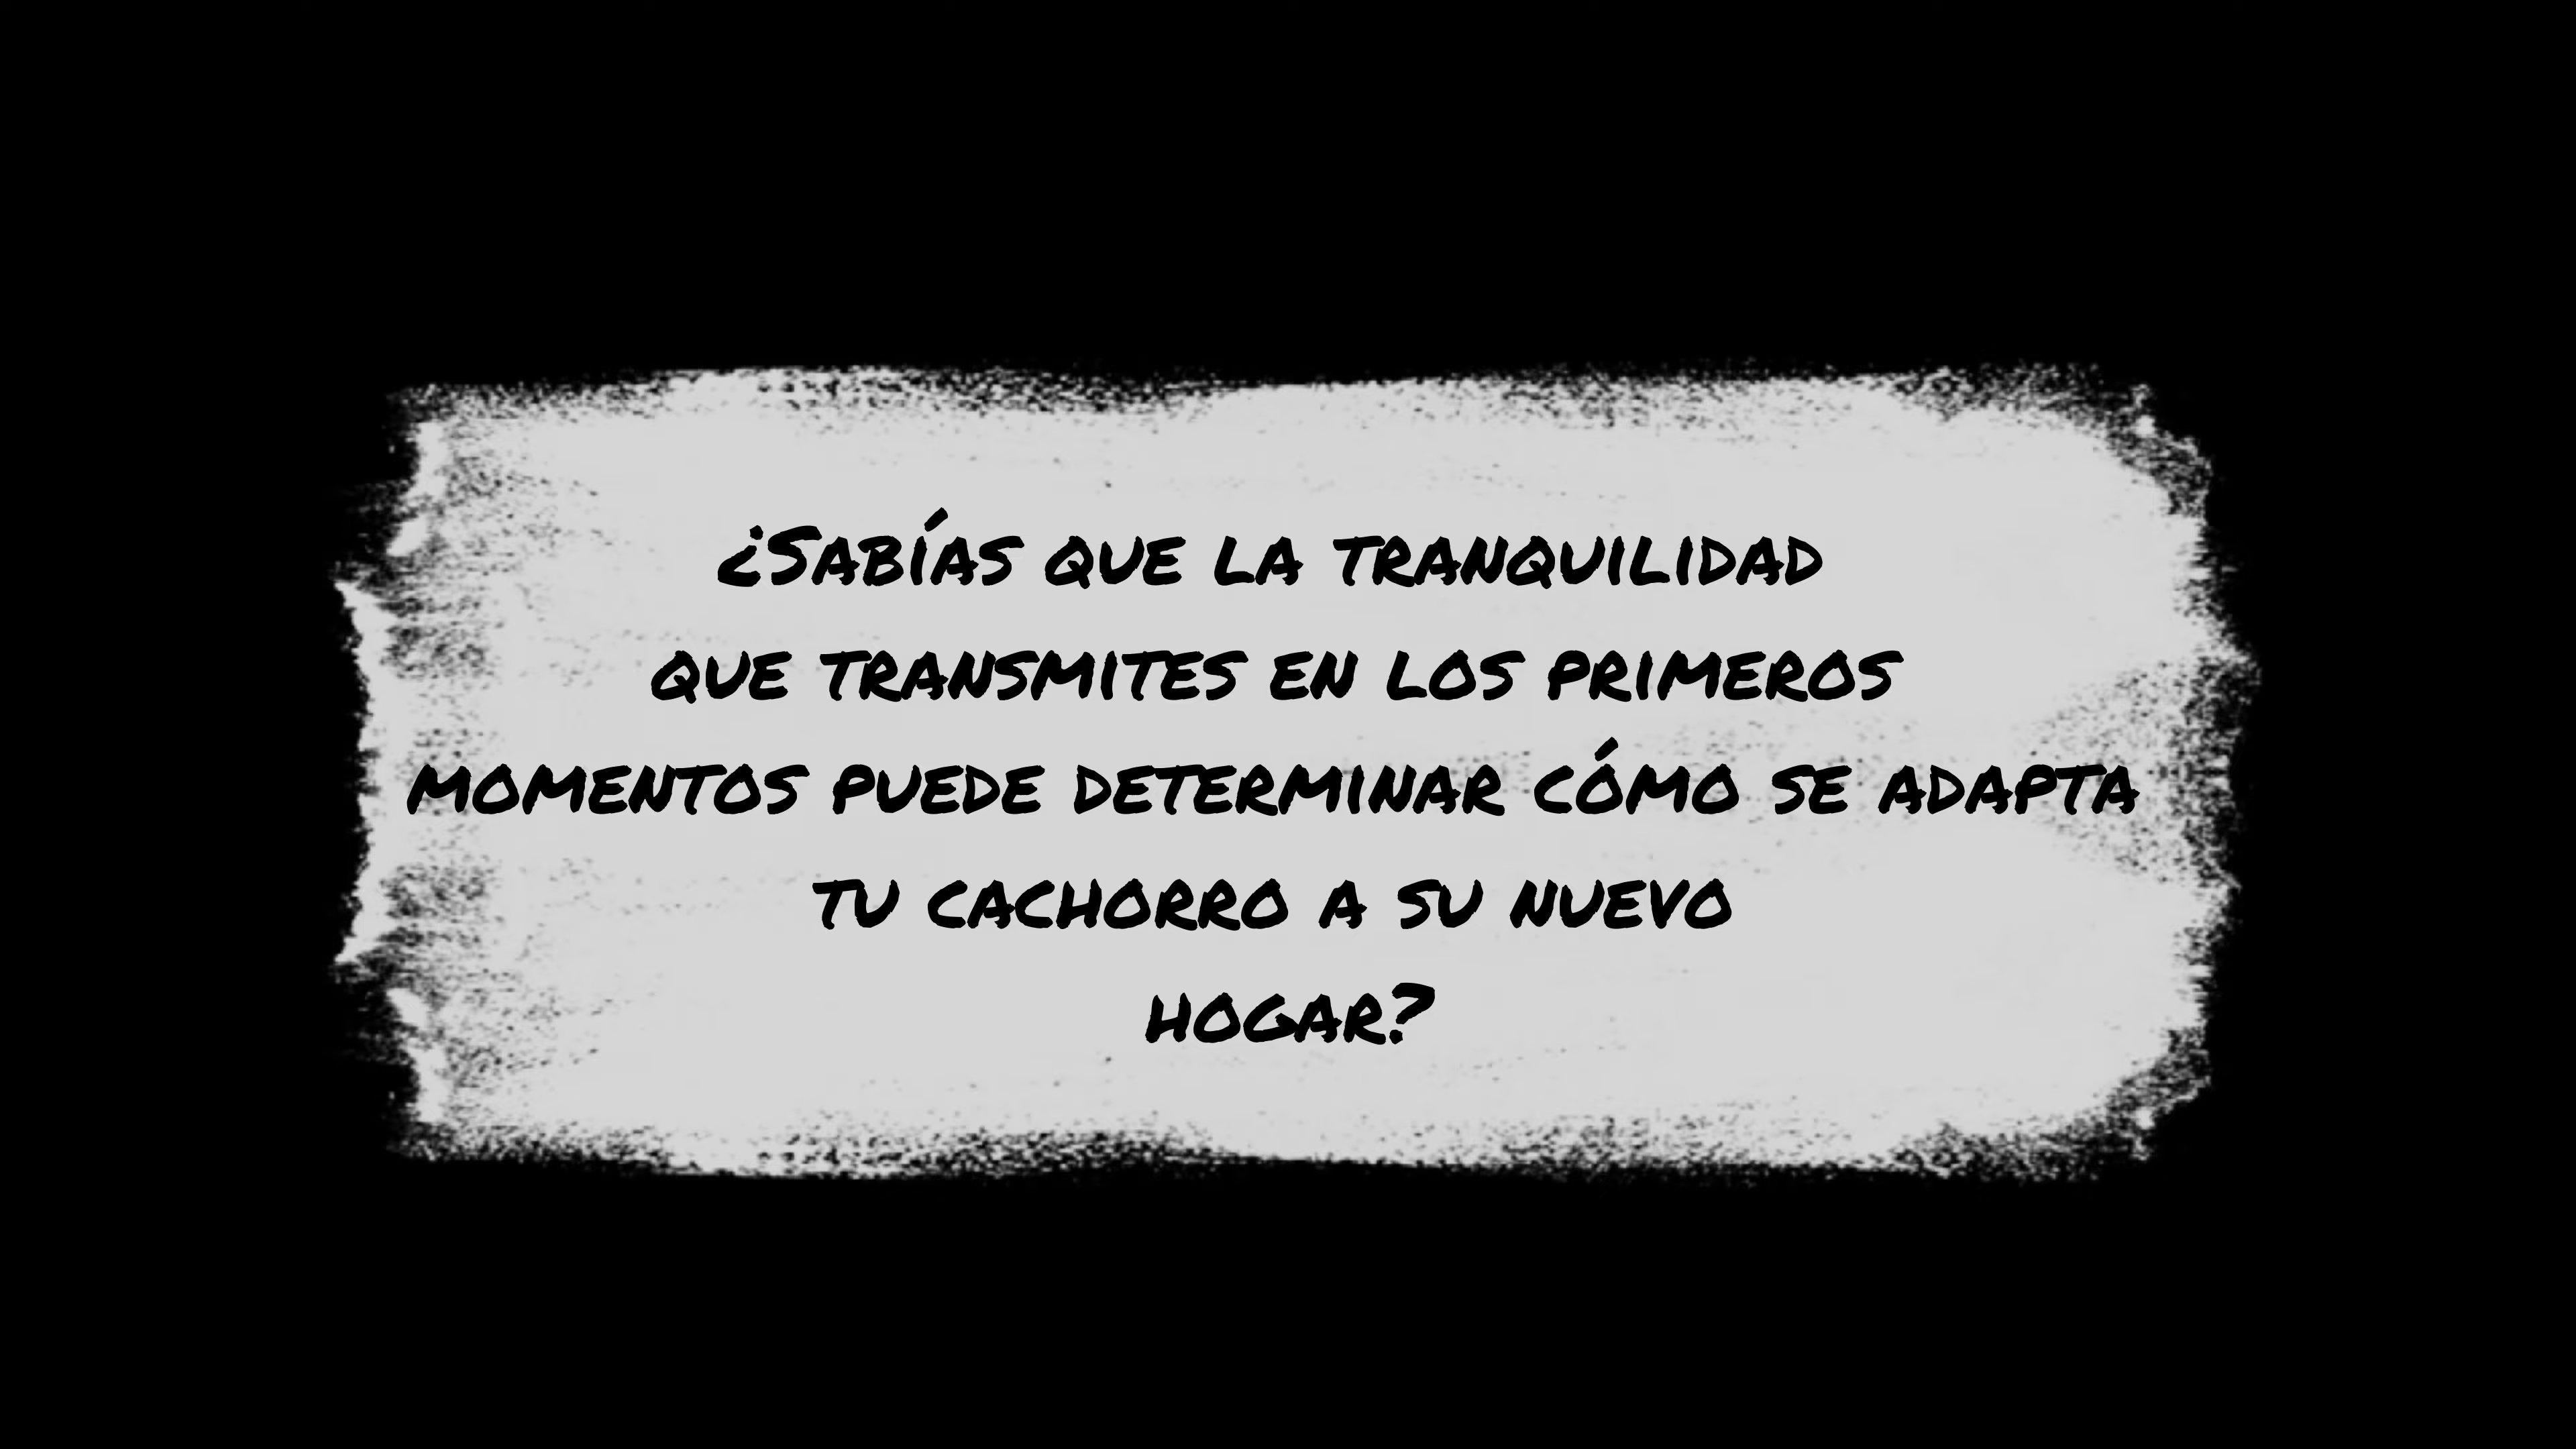 ¿Sabías que la tranquilidad
que transmites en los primeros
momentos puede determinar cómo se adapta
tu cachorro a su nuevo
hogar?